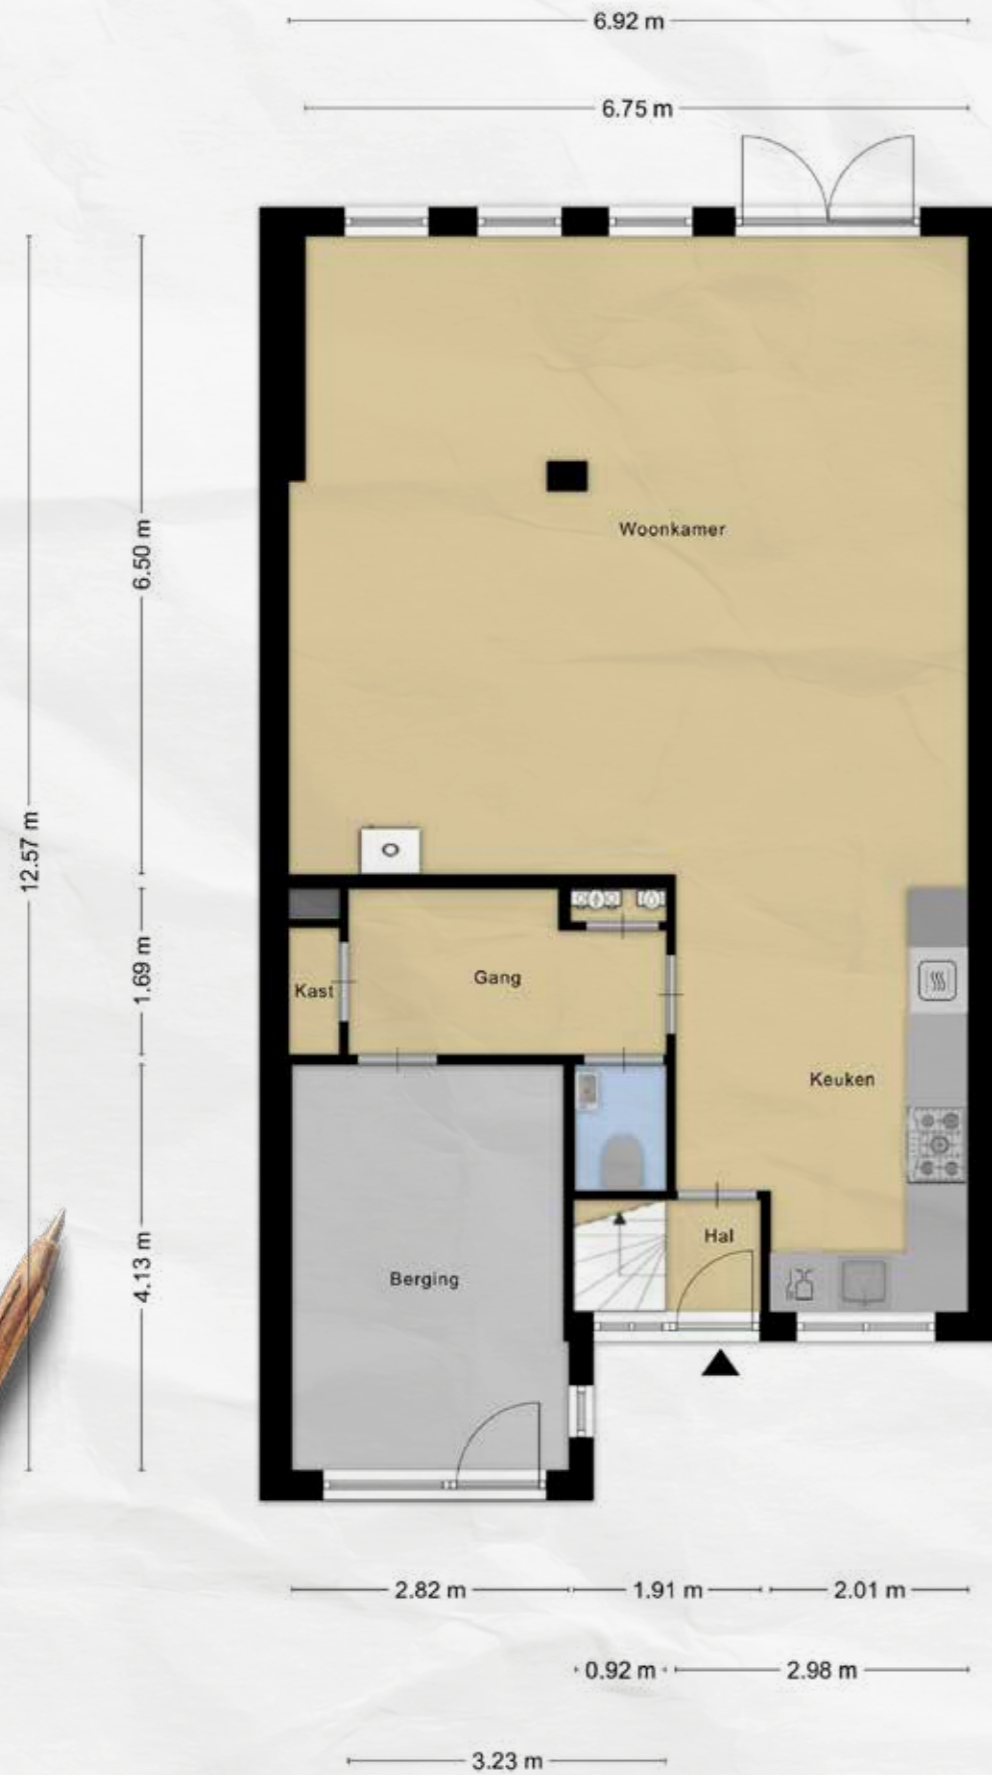 6.92 m
6.75 m
6.50 m
Woonkamer
12.57 m
1.69 m
Gang
Kast
Keuken
4.13 m
Hal
Berging
2.82 m
1.91 m
2.01 m
0.92 m
2.98 m
3.23 m